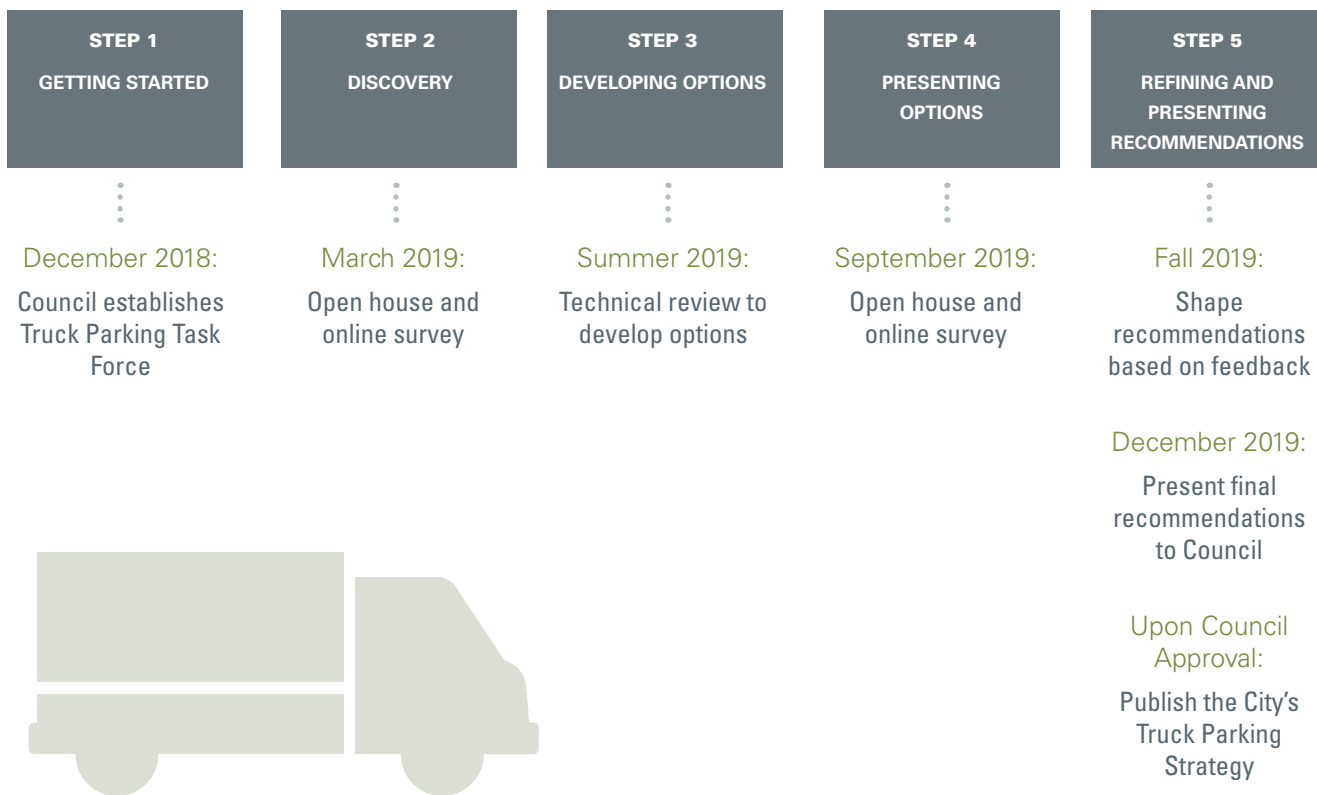 STEP 1
GETTING STARTED
December 2018:
Council establishes
Truck Parking Task
Force
STEP 2
DISCOVERY
March 2019:
Open house and
online survey
STEP 3
DEVELOPING OPTIONS
Summer 2019:
Technical review to
develop options
STEP 4
PRESENTING
OPTIONS
September 2019:
Open house and
online survey
STEP 5
REFINING AND
PRESENTING
RECOMMENDATIONS
Fall 2019:
Shape
recommendations
based on feedback
December 2019:
Present final
recommendations
to Council
Upon Council
Approval:
Publish the City’s
Truck Parking
Strategy